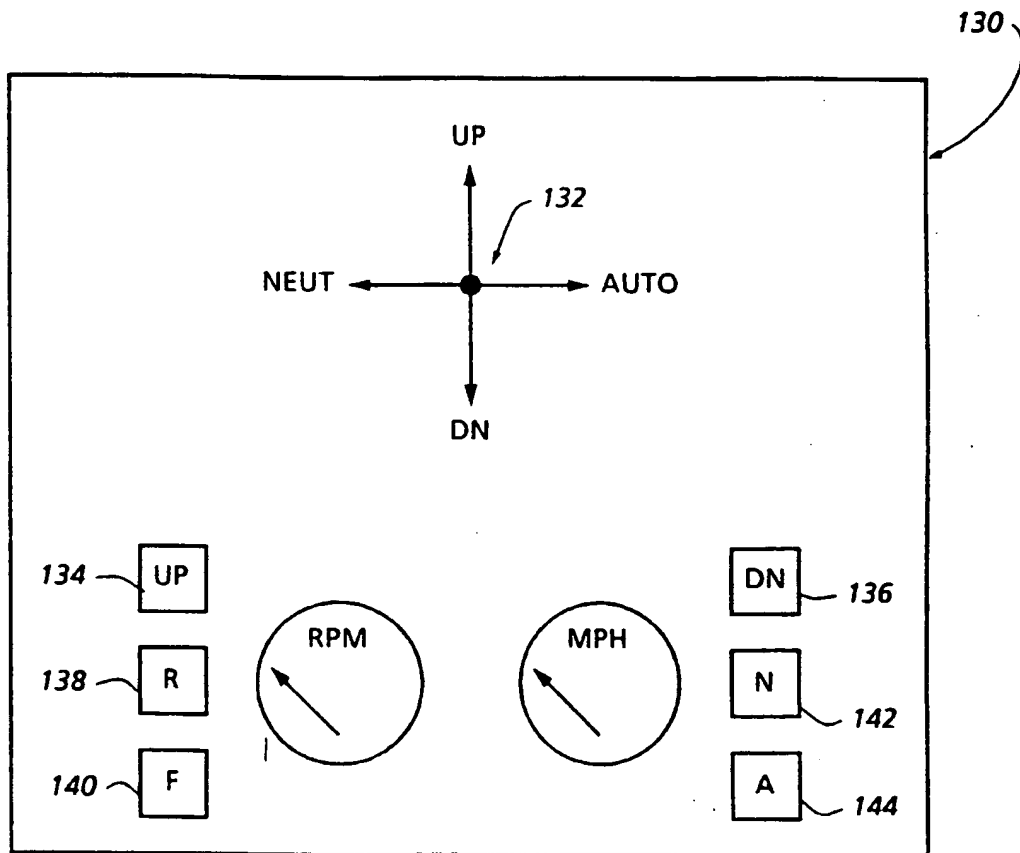 130
UP
132
NEUT AUTO
DN
134 UP DN 136
RPM MPH
138 R N 142
140 F A 144